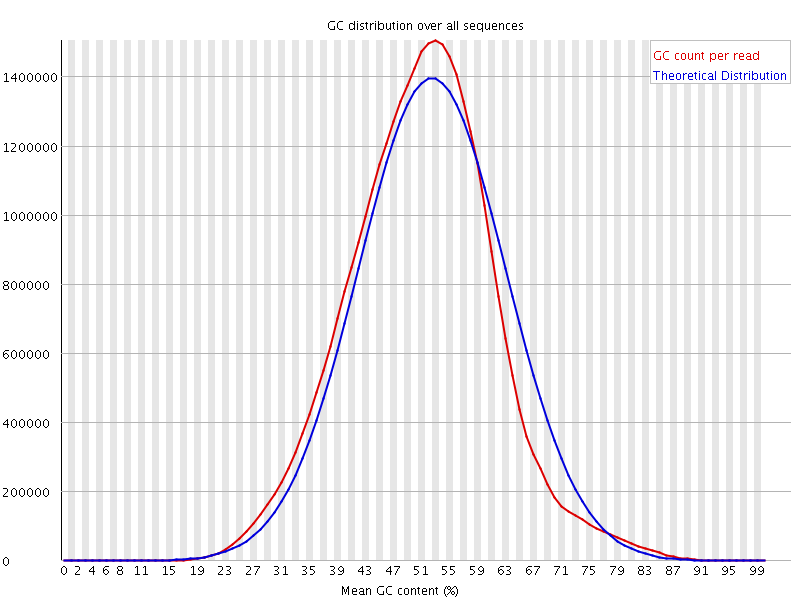 GC distribution over all sequences
GC count per read
Theoretical Distribution
1400000
1200000
1000000
800000
600000
400000
200000
0
0 2 4 6 8 11 15 19 23 27 31 35 39 43 47 51 55 59 63 67 71 75 79 83 87 91 95 99
Mean GC content (%)